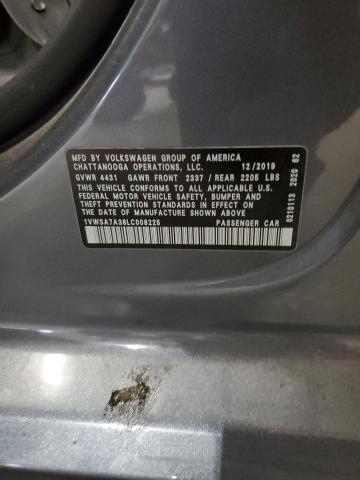 MFD BY VOLKSWAGEN GROUP OF AMERICA
CHATTANOOGA OPERATIONS, LLC. 12/2019
GVWR 4431 GAWR FRONT 2337 / REAR 2205 LBS
THIS VEHICLE CONFORMS TO ALL APPLICABLE U.S.
FEDERAL MOTOR VEHICLE SAFETY, BUMPER AND
THEFT PREVENTION STANDARDS IN EFFECT ON THE
DATE OF MANUFACTURE SHOWN ABOVE.
1VWSA7A38LC008225 PASSENGER CAR
0210113 2020 62